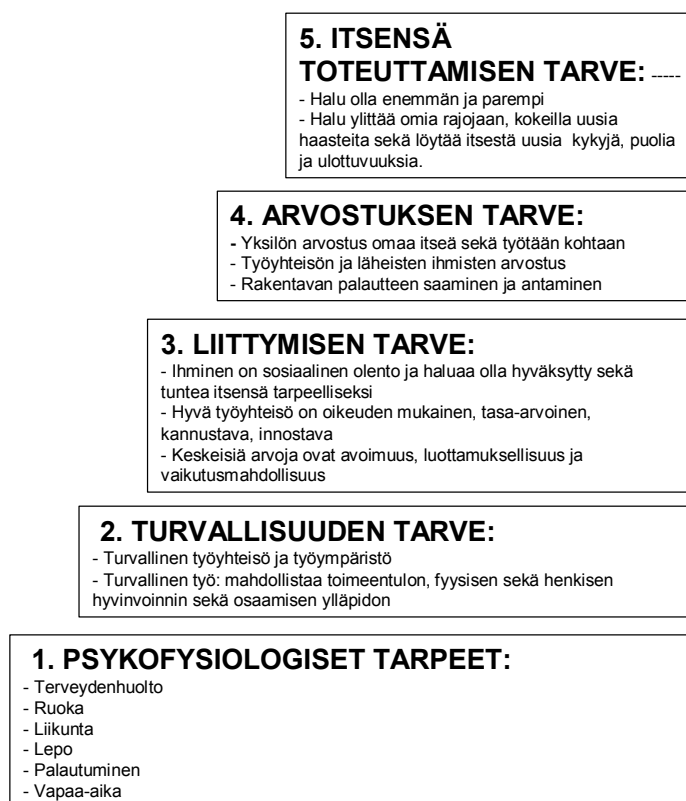 5. ITSENSÄ
TOTEUTTAMISEN TARVE: -----
- Halu olla enemmän ja parempi
- Halu ylittää omia rajojaan, kokeilla uusia
haasteita sekä löytää itsestä uusia kykyjä, puolia
ja ulottuvuuksia.
4. ARVOSTUKSEN TARVE:
- Yksilön arvostus omaa itseä sekä työtään kohtaan
- Työyhteisön ja läheisten ihmisten arvostus
- Rakentavan palautteen saaminen ja antaminen
3. LIITTYMISEN TARVE:
- Ihminen on sosiaalinen olento ja haluaa olla hyväksytty sekä
tuntea itsensä tarpeelliseksi
- Hyvä työyhteisö on oikeuden mukainen, tasa-arvoinen,
kannustava, innostava
- Keskeisiä arvoja ovat avoimuus, luottamuksellisuus ja
vaikutusmahdollisuus
2. TURVALLISUUDEN TARVE:
- Turvallinen työyhteisö ja työympäristö
- Turvallinen työ: mahdollistaa toimeentulon, fyysisen sekä henkisen
hyvinvoinnin sekä osaamisen ylläpidon
1. PSYKOFYSIOLOGISET TARPEET:
- Terveydenhuolto
- Ruoka
- Liikunta
- Lepo
- Palautuminen
- Vapaa-aika